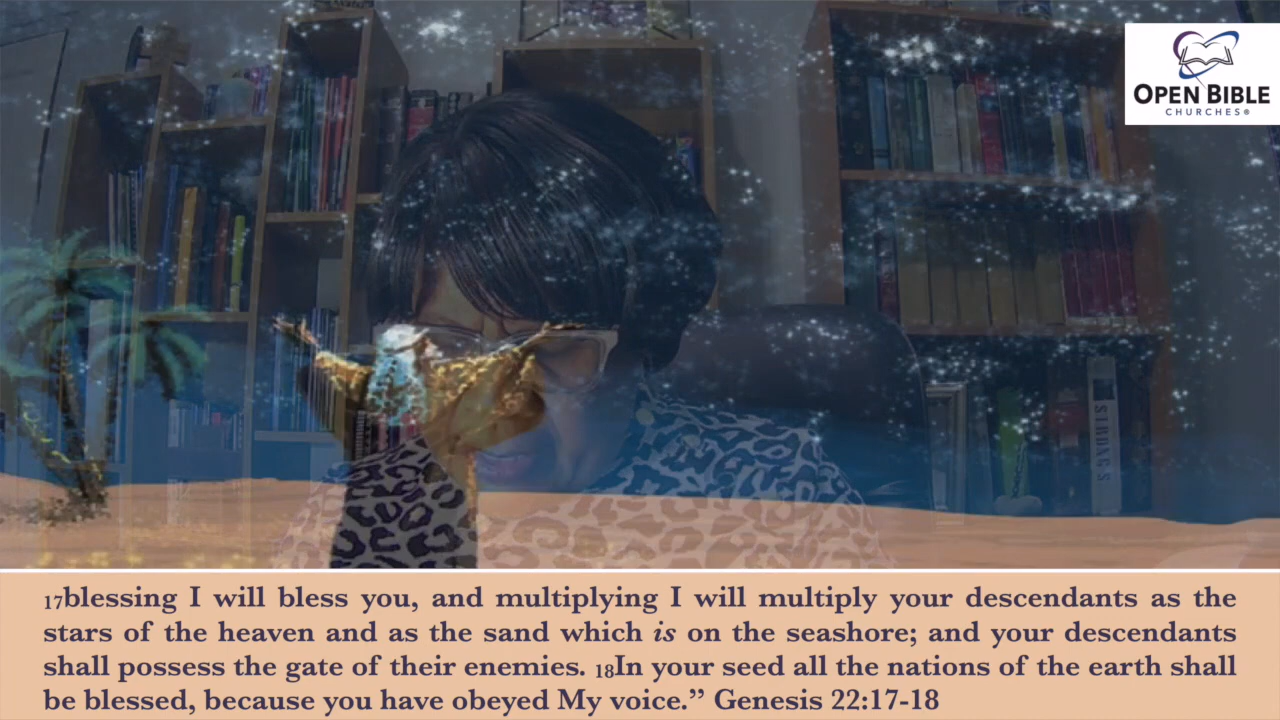 OPEN BIBLE
CHURCHES®
17blessing I will bless you, and multiplying I will multiply your descendants as the
stars of the heaven and as the sand which is on the seashore; and your descendants
shall possess the gate of their enemies. 18In your seed all the nations of the earth shall
be blessed, because you have obeyed My voice.” Genesis 22:17-18